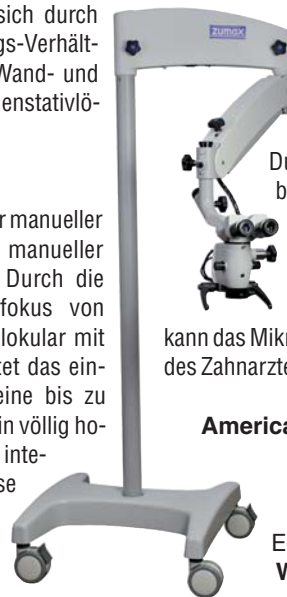 sich durch
gs-Verhält-
Wand- und
enstativlö-
r manueller
manueller
Durch die
fokus von
lokular mit
tet das ein-
eine bis zu
in völlig ho-
inte-
se
zumax
Du
b
kann das Mikr
des Zahnarzte
America
E
W